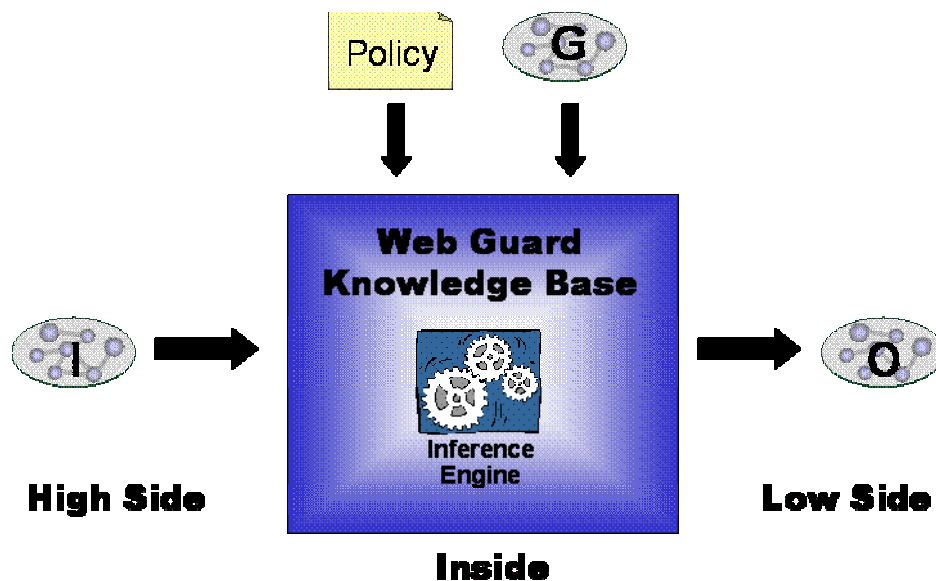 Policy
G
Web Guard
Knowledge Base
I
O
Inference
Engine
High Side
Low Side
Inside